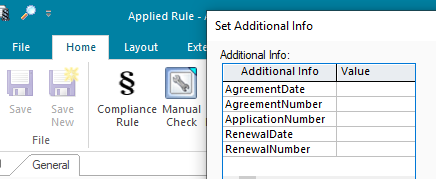 Applied Rule - A
File Home Layout Exter
Save
Save
New
§
Compliance
Rule
Manual
Check
File
General
Set Additional Info
Additional Info:
Additional Info Value
AgreementDate
AgreementNumber
ApplicationNumber
RenewalDate
RenewalNumber